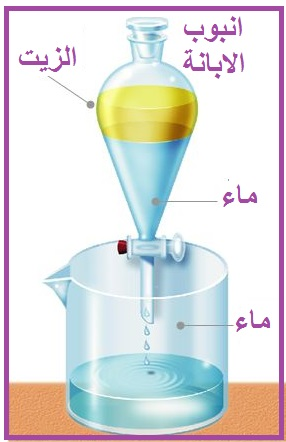 انبوب
الابانة
الزيت
ماء
ماء